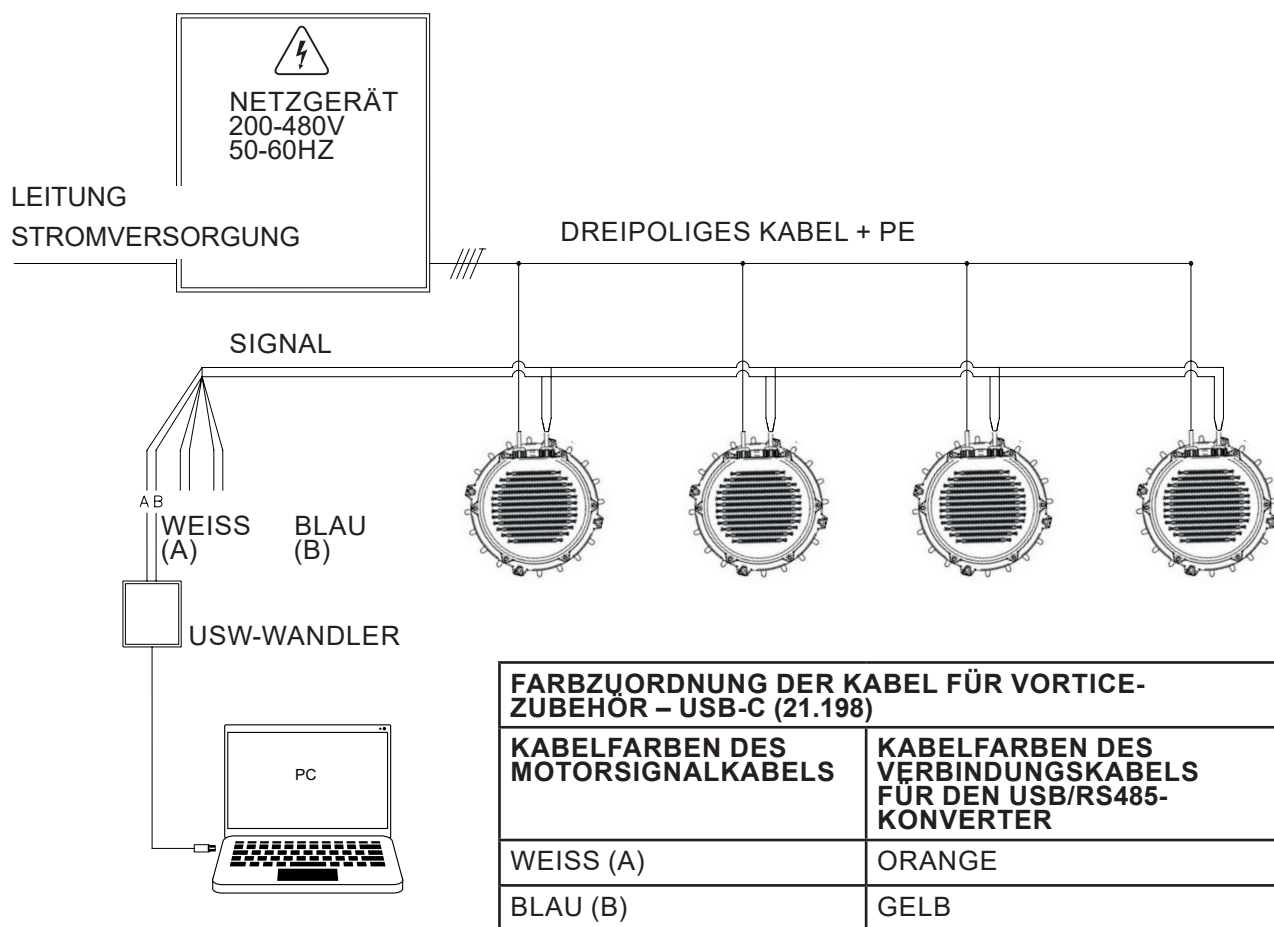 NETZGERÄT
200-480V
50-60HZ
LEITUNG
STROMVERSORGUNG
DREIPOLIGES KABEL + PE
SIGNAL
A B
WEISS
(A)
BLAU
(B)
USW-WANDLER
PC
FARBZUORDNUNG DER KABEL FÜR VORTICE-
ZUBEHÖR – USB-C (21.198)
KABELFARBEN DES
MOTORSIGNALKABELS
KABELFARBEN DES
VERBINDUNGSKABELS
FÜR DEN USB/RS485-
KONVERTER
WEISS (A)
ORANGE
BLAU (B)
GELB